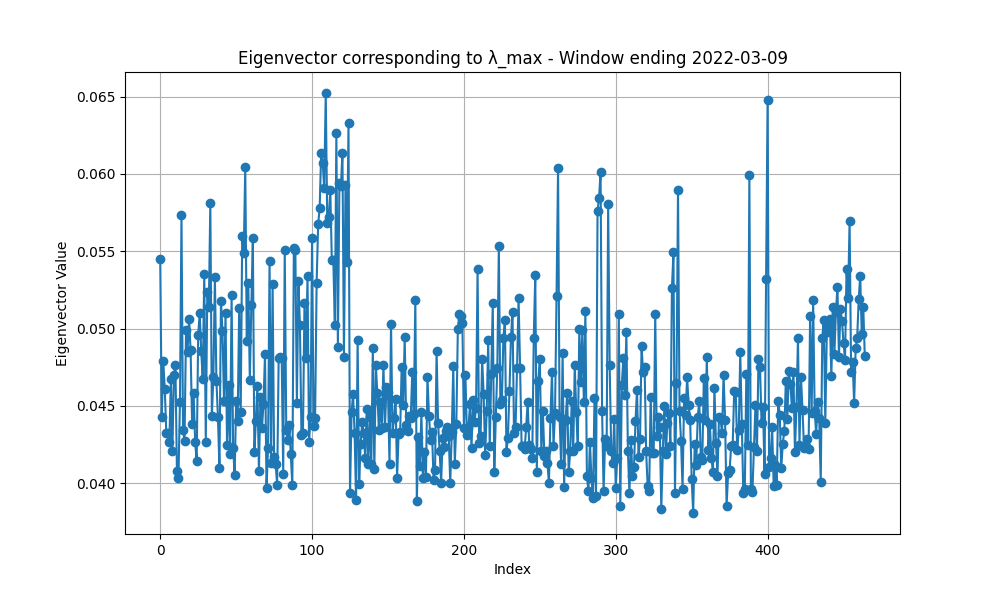 Eigenvector corresponding to λ_max - Window ending 2022-03-09
0.065
0.060
0.055
0.050
0.045
0.040
Eigenvector Value
0 100 200 300 400
Index